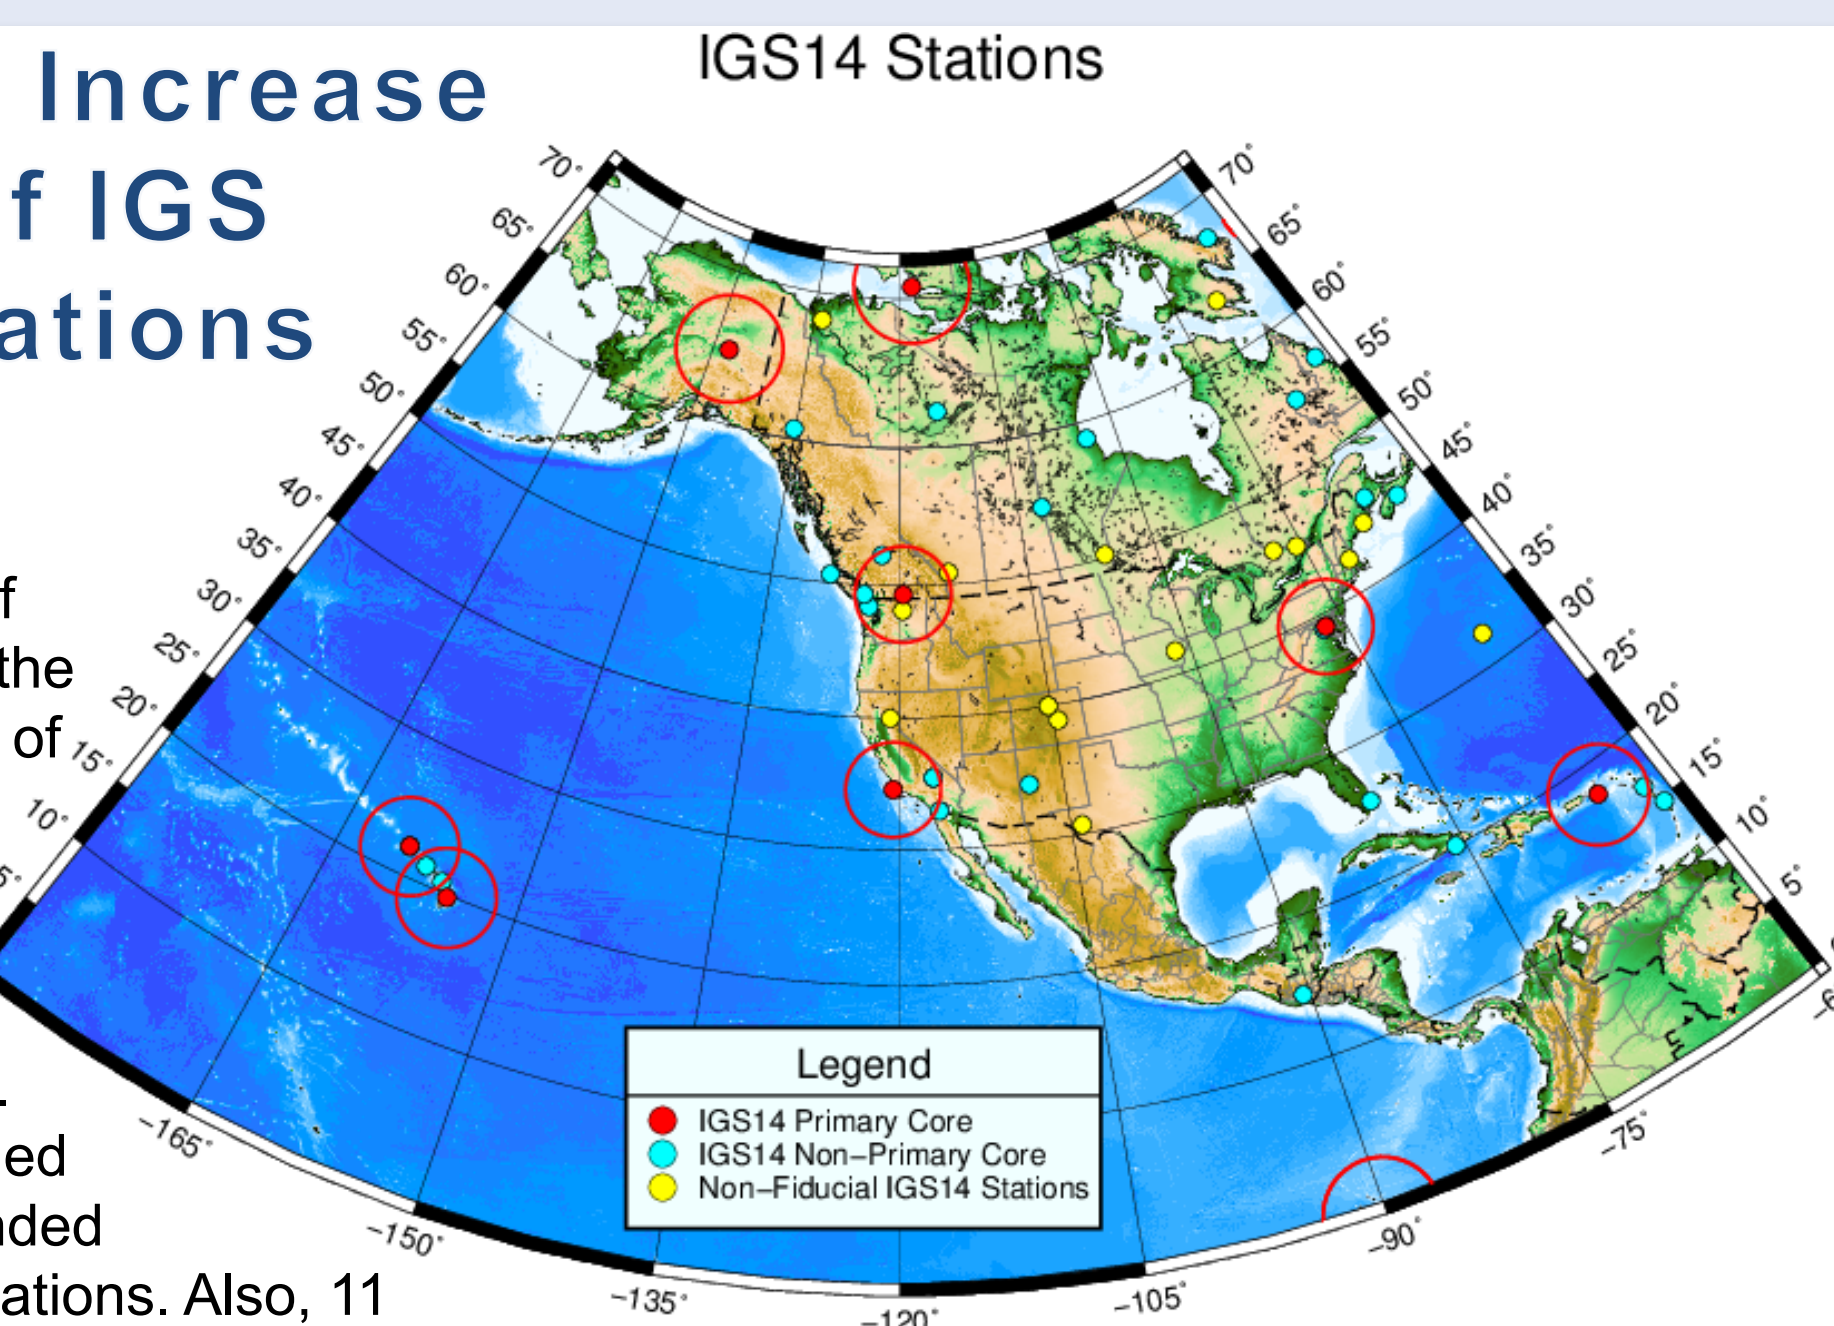 Increase
f IGS
ations
f
the
of
ed
nded
ations. Also, 11
IGS14 Stations
70°
65°
60°
55°
50°
45°
40°
35°
30°
25°
20°
15°
10°
5°
70°
65°
60°
55°
50°
45°
40°
35°
30°
25°
20°
15°
10°
5°
−165°
−150°
−135°
−120°
−105°
−90°
−75°
Legend
IGS14 Primary Core
IGS14 Non−Primary Core
Non−Fiducial IGS14 Stations